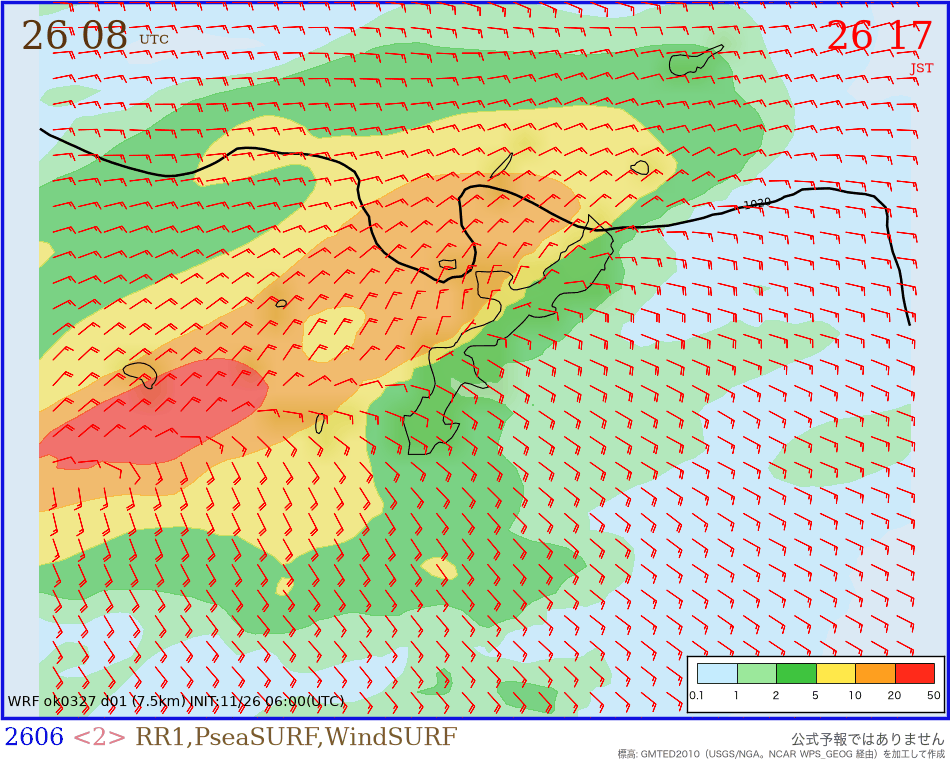 26 08 UTC
26 17
JST
1020
0.1 1 2 5 10 20 50
WRF ok0327 d01 (7.5km) INIT:11/26 06:00(UTC)
2606 <2> RR1,PseaSURF,WindSURF
公式予報ではありません
標高: GMTED2010（USGS/NGA。NCAR WPS_GEOG 経由）を加工して作成